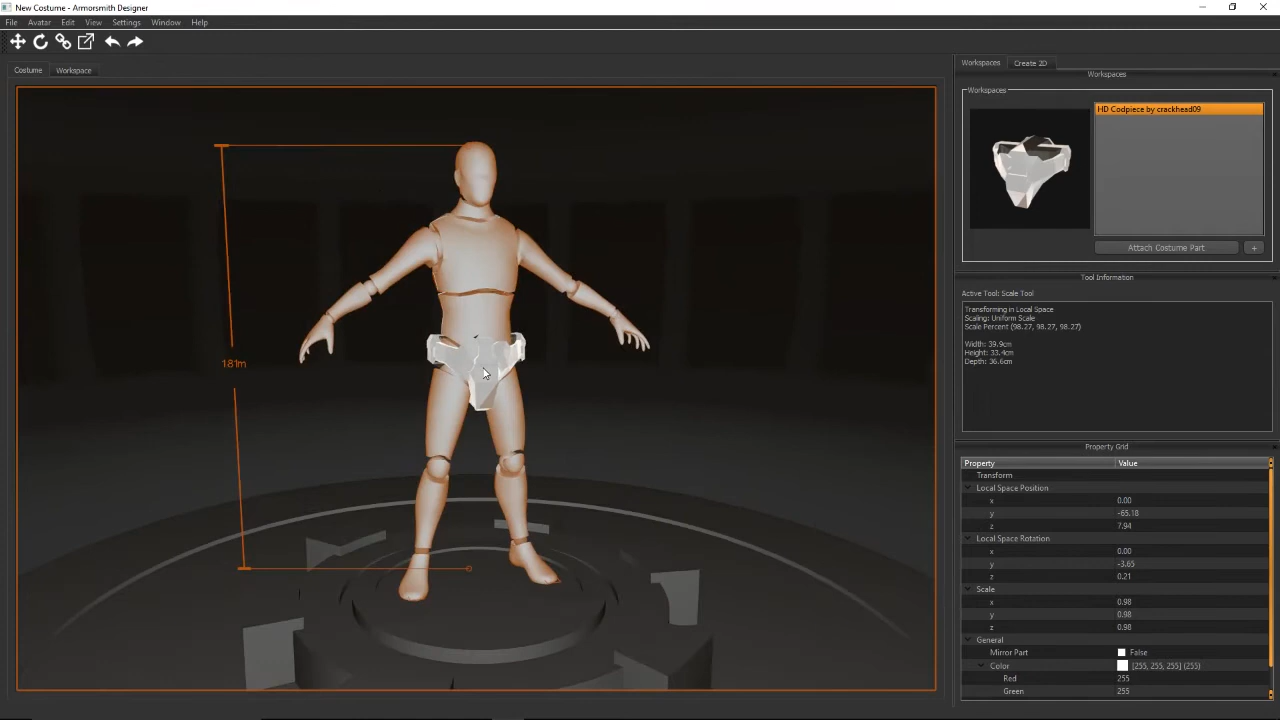 New Costume - Armorsmith Designer
File Avatar Edit View Settings Window Help
Costume Workspace
181m
Workspaces Create 2D
Workspaces
Workspaces
HD Codpiece by crackhead09
Attach Costume Part +
Tool Information
Active Tool: Scale Tool
Transforming in Local Space
Scaling: Uniform Scale
Scale Percent (98.27, 98.27, 98.27)
Width: 39.9cm
Height: 33.4cm
Depth: 36.6cm
Property Grid
Property Value
Transform
Local Space Position
x 0.00
y -65.18
z 7.94
Local Space Rotation
x 0.00
y -3.65
z 0.21
Scale
x 0.98
y 0.98
z 0.98
General
Mirror Part False
Color [255, 255, 255] (255)
Red 255
Green 255